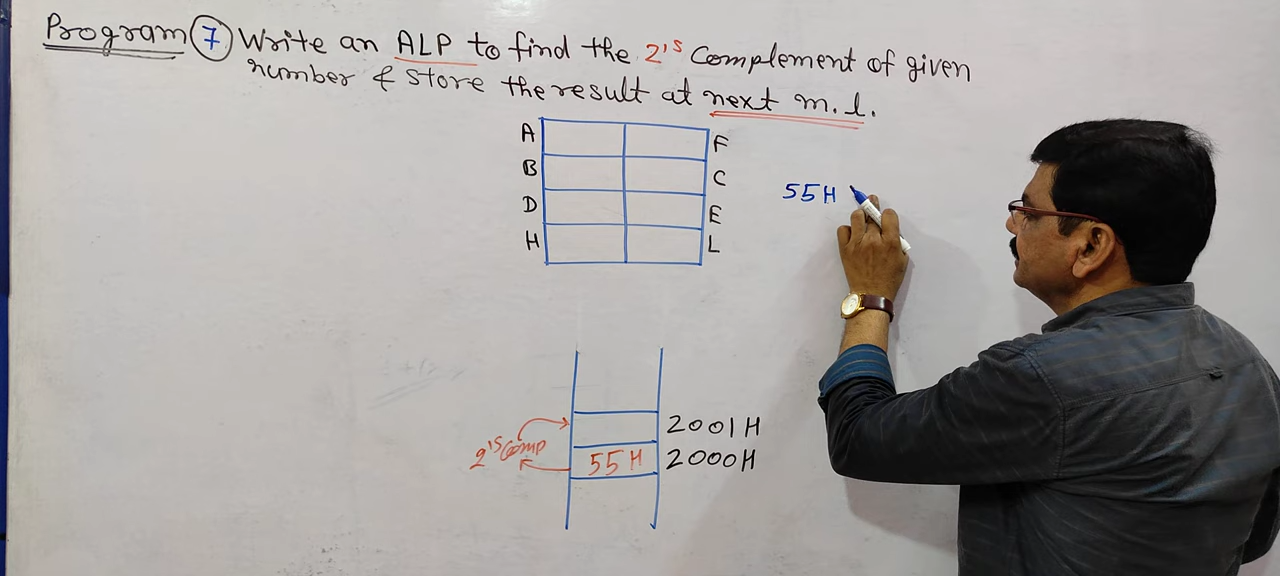 Program 7 Write an ALP to find the 2'S Complement of given
number & store the result at next m.l.
A F
B C
D E
H L
55H
2001H
2'S Comp
55H 2000H